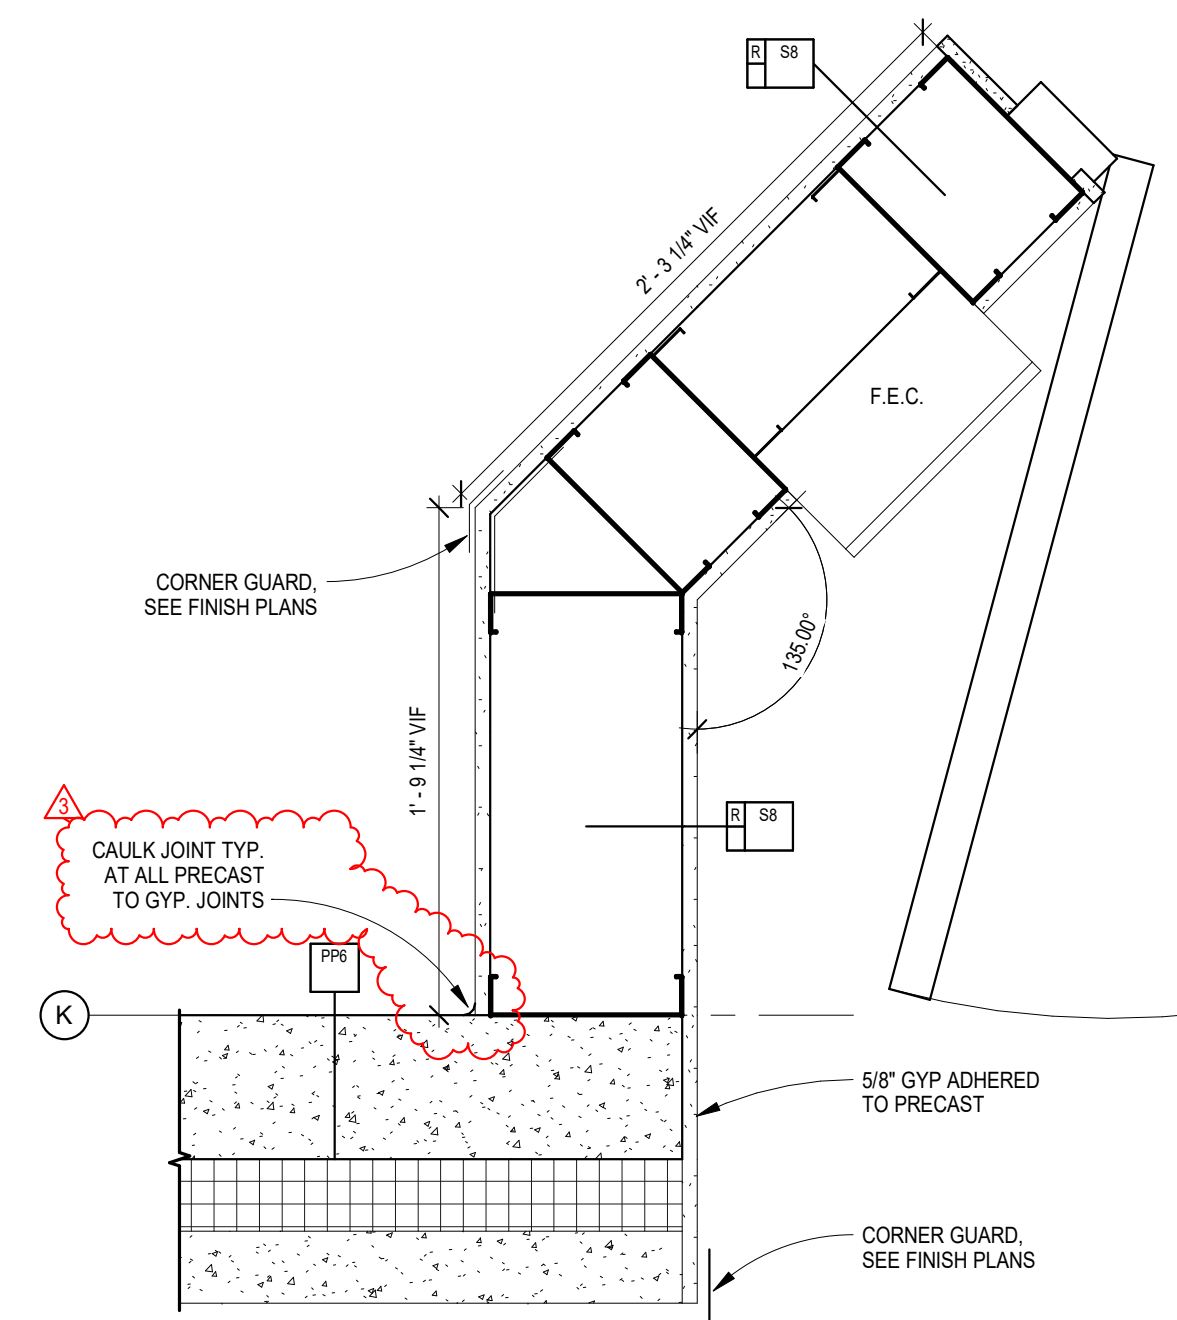 R S8
2' - 3 1/4" VIF
F.E.C.
CORNER GUARD,
SEE FINISH PLANS
135.00°
1' - 9 1/4" VIF
3
R S8
CAULK JOINT TYP.
AT ALL PRECAST
TO GYP. JOINTS
PP6
K
5/8" GYP ADHERED
TO PRECAST
CORNER GUARD,
SEE FINISH PLANS